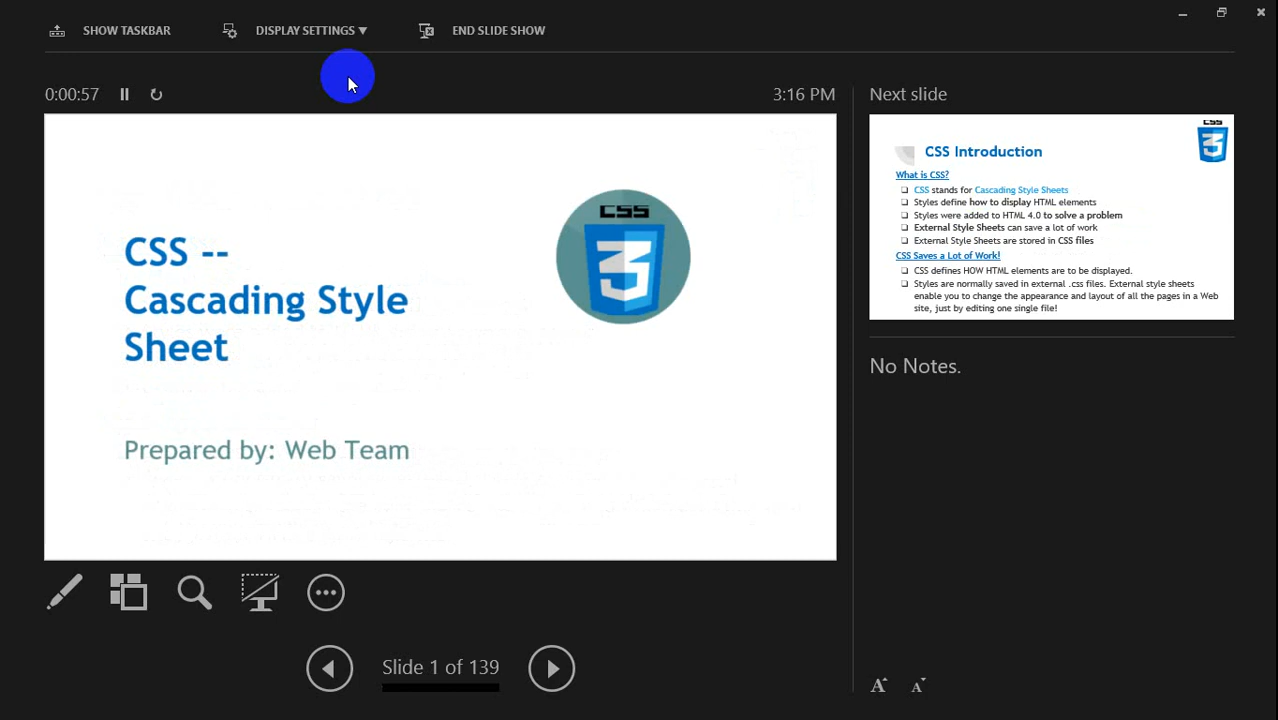 SHOW TASKBAR
DISPLAY SETTINGS
END SLIDE SHOW
0:00:57
3:16 PM
CSS --
Cascading Style
Sheet
CSS
3
Prepared by: Web Team
Slide 1 of 139
Next slide
CSS
3
CSS Introduction
What is CSS?
CSS stands for Cascading Style Sheets
Styles define how to display HTML elements
Styles were added to HTML 4.0 to solve a problem
External Style Sheets can save a lot of work
External Style Sheets are stored in CSS files
CSS Saves a Lot of Work!
CSS defines HOW HTML elements are to be displayed.
Styles are normally saved in external .css files. External style sheets
enable you to change the appearance and layout of all the pages in a Web
site, just by editing one single file!
No Notes.
A A